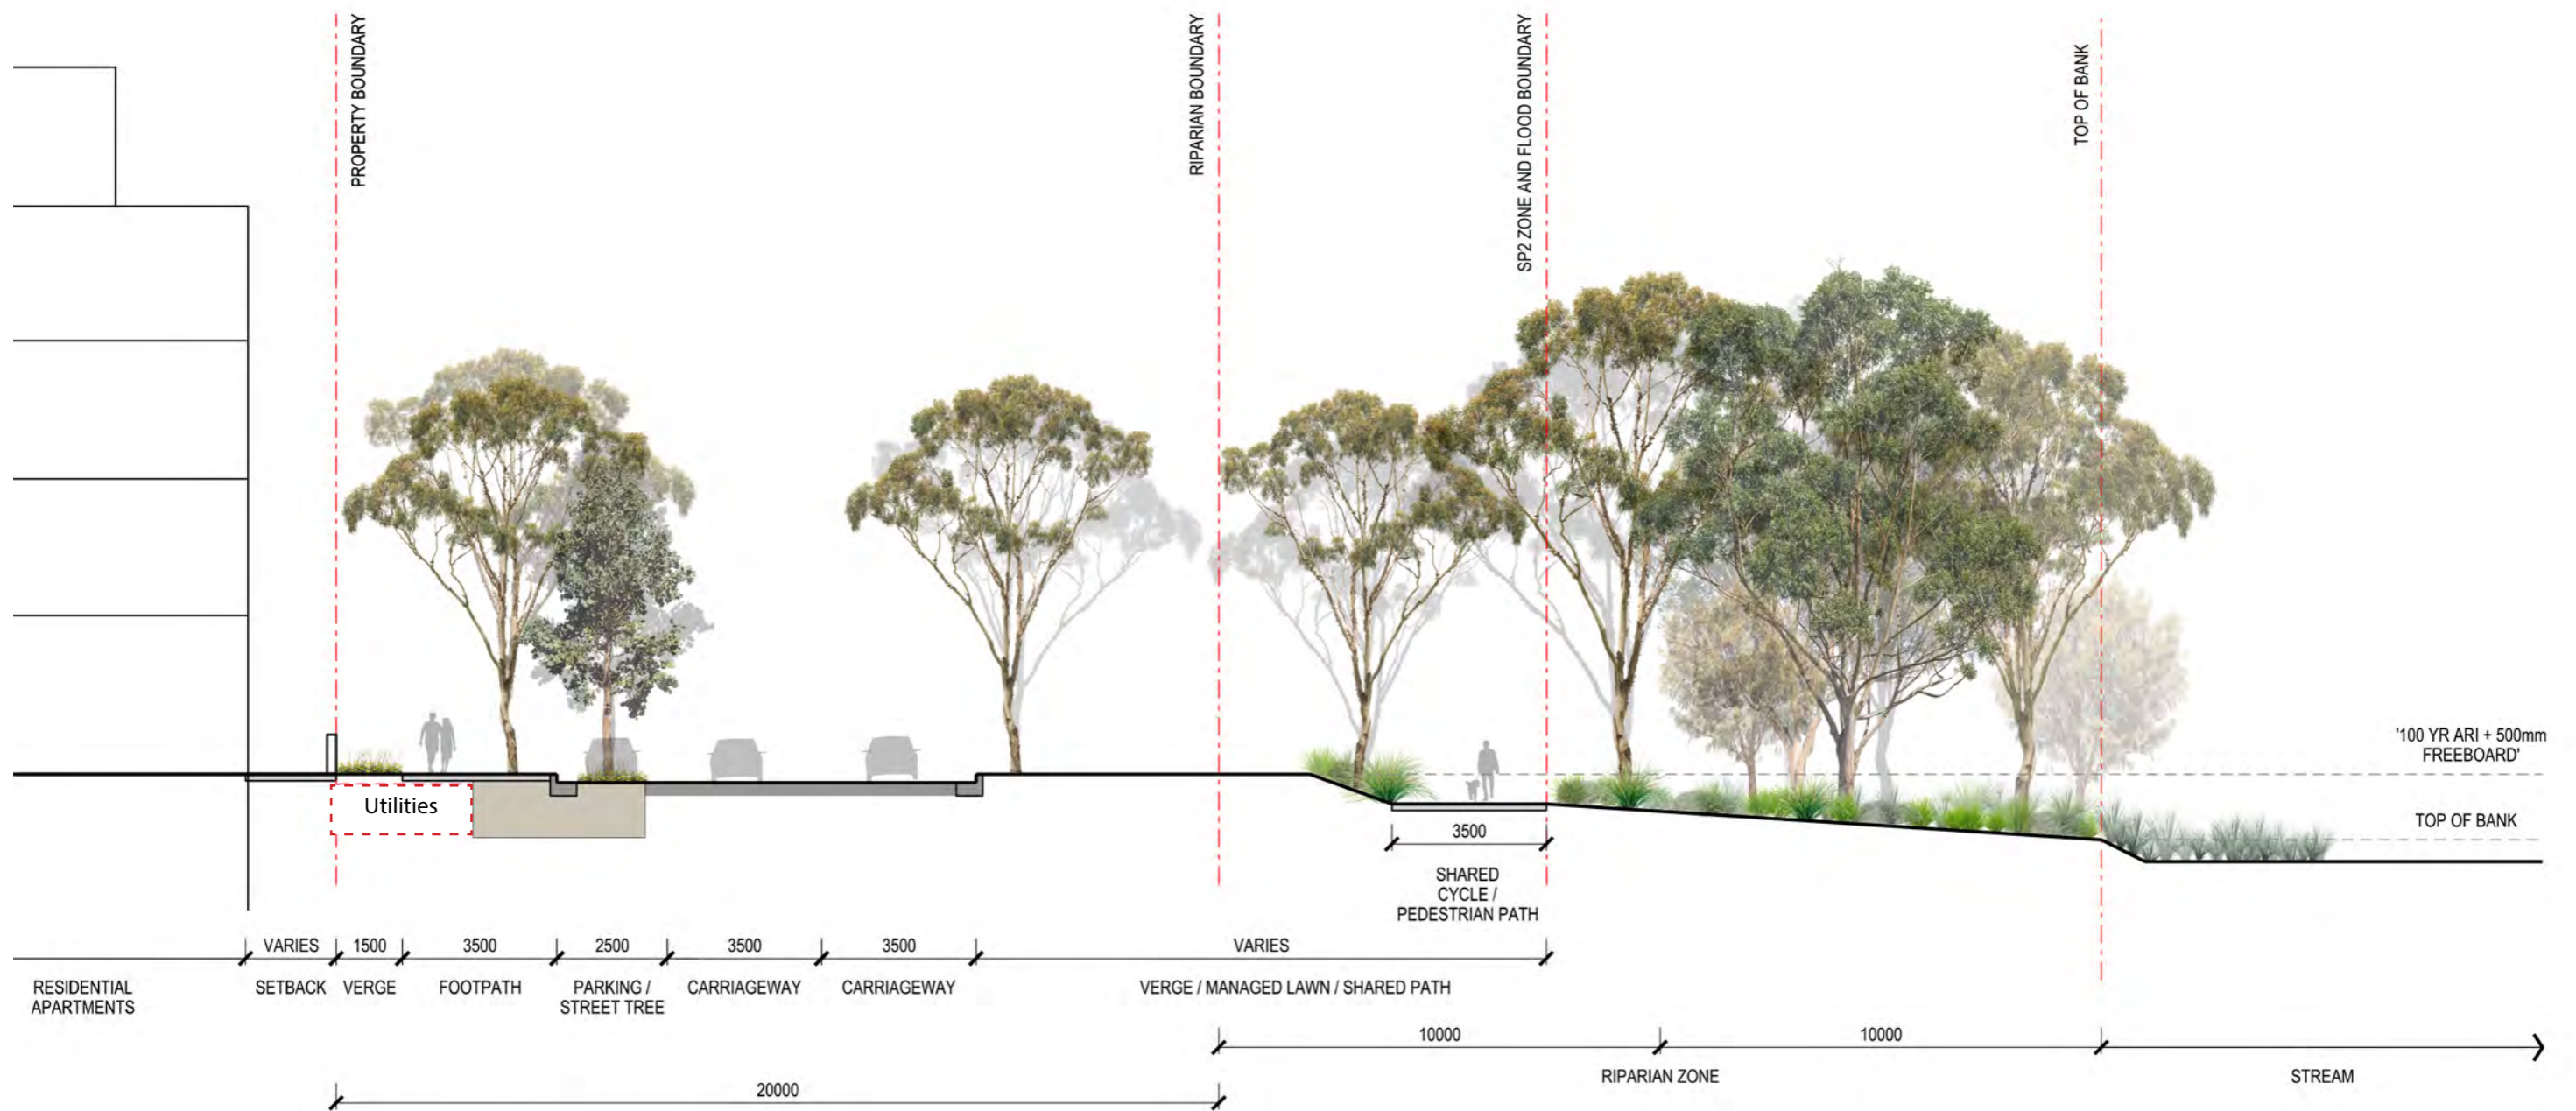 PROPERTY BOUNDARY
RIPARIAN BOUNDARY
SP2 ZONE AND FLOOD BOUNDARY
TOP OF BANK
'100 YR ARI + 500mm
FREEBOARD'
Utilities
TOP OF BANK
3500
SHARED
CYCLE /
PEDESTRIAN PATH
VARIES
1500
3500
2500
3500
3500
VARIES
RESIDENTIAL
APARTMENTS
SETBACK
VERGE
FOOTPATH
PARKING /
STREET TREE
CARRIAGEWAY
CARRIAGEWAY
VERGE / MANAGED LAWN / SHARED PATH
10000
10000
RIPARIAN ZONE
STREAM
20000